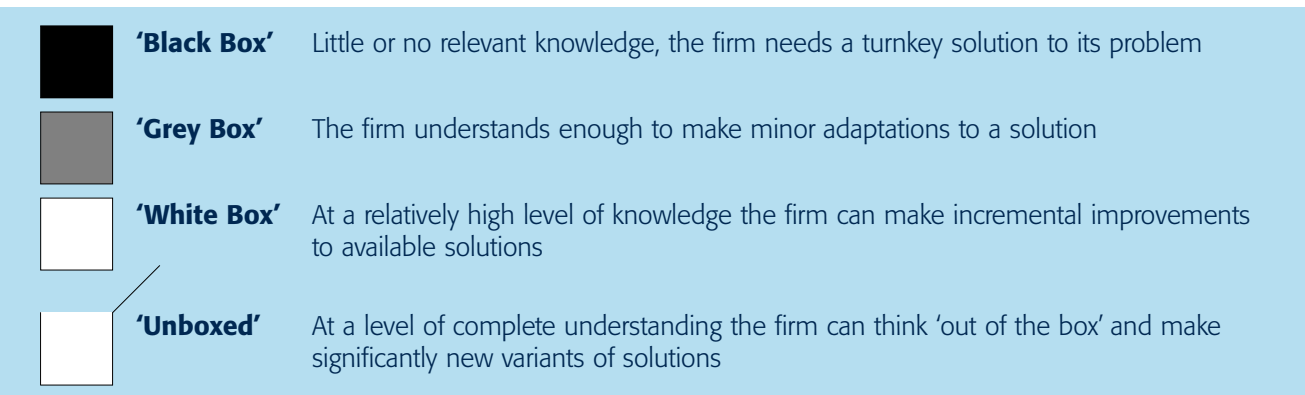 ‘Black Box’ Little or no relevant knowledge, the firm needs a turnkey solution to its problem
‘Grey Box’ The firm understands enough to make minor adaptations to a solution
‘White Box’ At a relatively high level of knowledge the firm can make incremental improvements
to available solutions
‘Unboxed’ At a level of complete understanding the firm can think ‘out of the box’ and make
significantly new variants of solutions